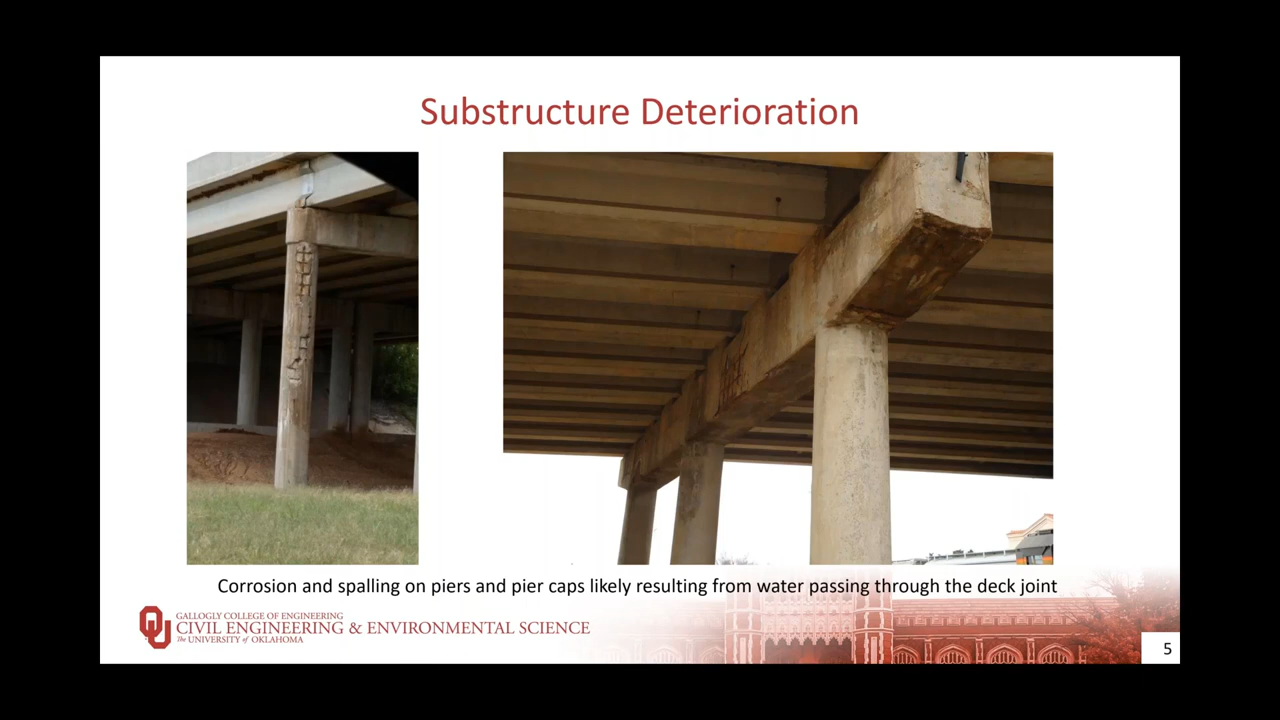 Substructure Deterioration
Corrosion and spalling on piers and pier caps likely resulting from water passing through the deck joint
GALLOGLY COLLEGE OF ENGINEERING
CIVIL ENGINEERING & ENVIRONMENTAL SCIENCE
The UNIVERSITY of OKLAHOMA
5